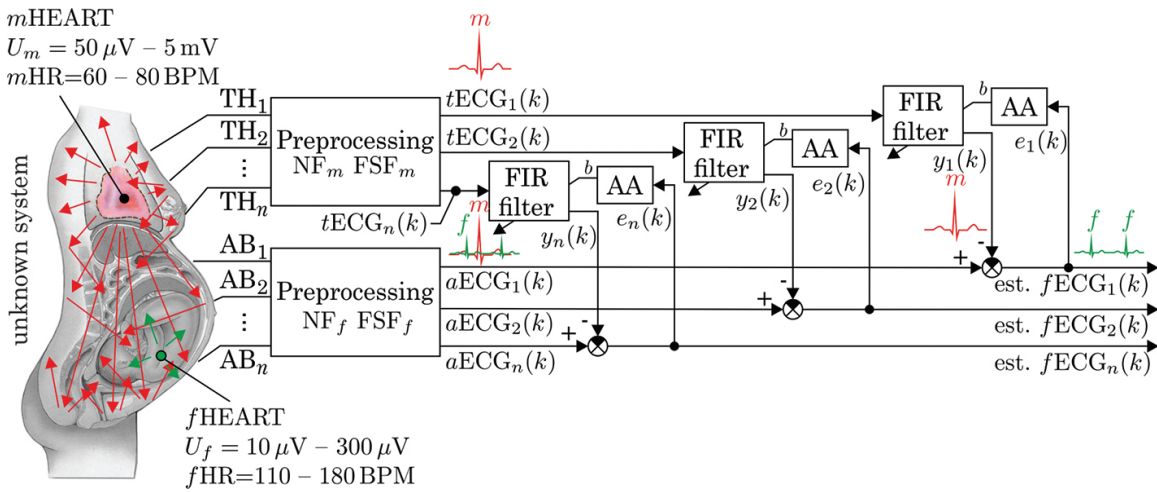 mHEART
U_m = 50 µV – 5 mV
mHR=60 – 80 BPM
unknown system
TH_1
TH_2
⋮
TH_n
Preprocessing
NF_m FSF_m
m
tECG_1(k)
tECG_2(k)
tECG_n(k)
FIR
filter
b
AA
e_1(k)
y_1(k)
FIR
filter
b
AA
e_2(k)
y_2(k)
FIR
filter
b
AA
e_n(k)
y_n(k)
m
f
m
f f
AB_1
AB_2
⋮
AB_n
Preprocessing
NF_f FSF_f
aECG_1(k)
+
-
est. fECG_1(k)
aECG_2(k)
+
-
est. fECG_2(k)
aECG_n(k)
+
-
est. fECG_n(k)
fHEART
U_f = 10 µV – 300 µV
fHR=110 – 180 BPM